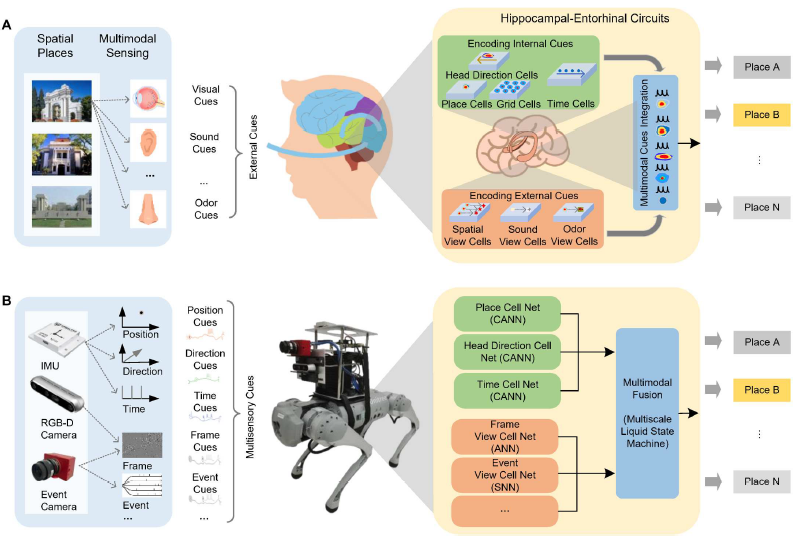 A
Spatial
Places
Multimodal
Sensing
...
Visual
Cues
Sound
Cues
...
Odor
Cues
External Cues
Hippocampal-Entorhinal Circuits
Encoding Internal Cues
Head Direction Cells
Place Cells
Grid Cells
Time Cells
Encoding External Cues
Spatial
View Cells
Sound
View Cells
Odor
View Cells
Multimodal Cues Integration
Place A
Place B
...
Place N
B
IMU
RGB-D
Camera
Event
Camera
Position
Direction
Time
Frame
Event
...
Position
Cues
Direction
Cues
Time
Cues
Frame
Cues
Event
Cues
...
Multisensory Cues
Place Cell Net
(CANN)
Head Direction Cell
Net (CANN)
Time Cell Net
(CANN)
Frame
View Cell Net
(ANN)
Event
View Cell Net
(SNN)
...
Multimodal
Fusion
(Multiscale
Liquid State
Machine)
Place A
Place B
...
Place N